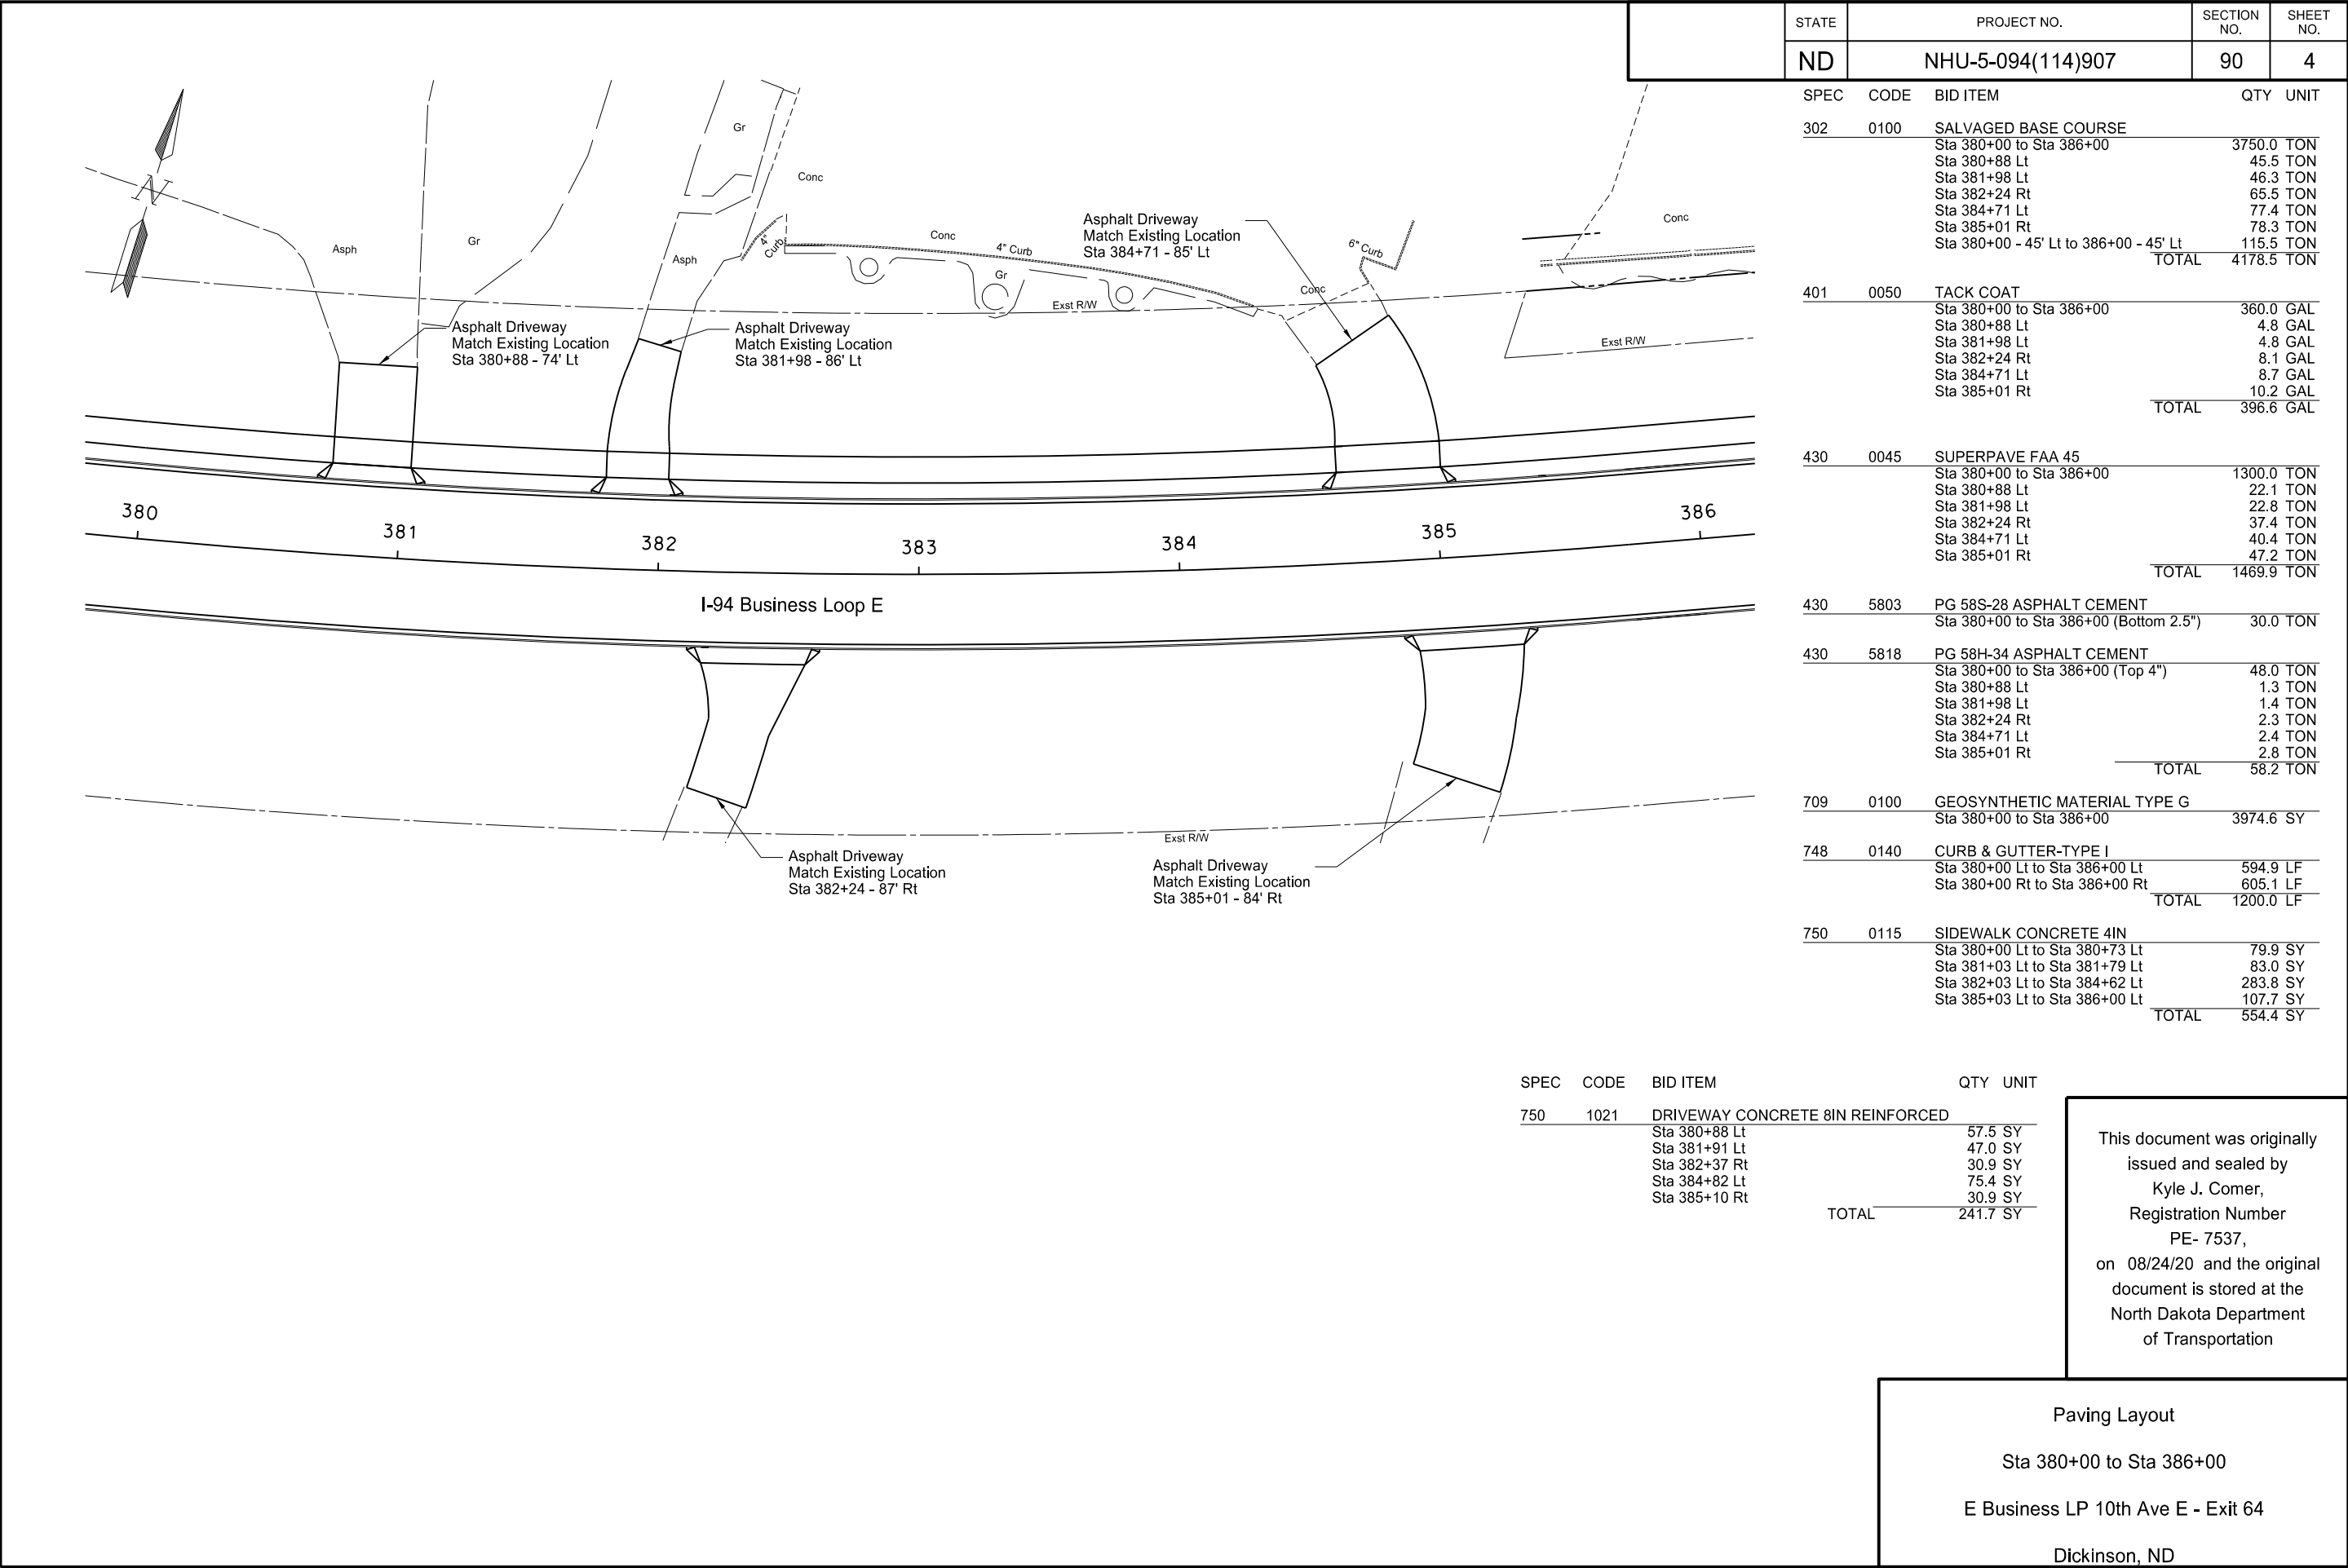 STATE PROJECT NO. SECTION NO. SHEET NO.
ND NHU-5-094(114)907 90 4
SPEC CODE BID ITEM QTY UNIT
302 0100 SALVAGED BASE COURSE
Sta 380+00 to Sta 386+00 3750.0 TON
Sta 380+88 Lt 45.5 TON
Sta 381+98 Lt 46.3 TON
Sta 382+24 Rt 65.5 TON
Sta 384+71 Lt 77.4 TON
Sta 385+01 Rt 78.3 TON
Sta 380+00 - 45' Lt to 386+00 - 45' Lt 115.5 TON
TOTAL 4178.5 TON
401 0050 TACK COAT
Sta 380+00 to Sta 386+00 360.0 GAL
Sta 380+88 Lt 4.8 GAL
Sta 381+98 Lt 4.8 GAL
Sta 382+24 Rt 8.1 GAL
Sta 384+71 Lt 8.7 GAL
Sta 385+01 Rt 10.2 GAL
TOTAL 396.6 GAL
430 0045 SUPERPAVE FAA 45
Sta 380+00 to Sta 386+00 1300.0 TON
Sta 380+88 Lt 22.1 TON
Sta 381+98 Lt 22.8 TON
Sta 382+24 Rt 37.4 TON
Sta 384+71 Lt 40.4 TON
Sta 385+01 Rt 47.2 TON
TOTAL 1469.9 TON
430 5803 PG 58S-28 ASPHALT CEMENT
Sta 380+00 to Sta 386+00 (Bottom 2.5") 30.0 TON
430 5818 PG 58H-34 ASPHALT CEMENT
Sta 380+00 to Sta 386+00 (Top 4") 48.0 TON
Sta 380+88 Lt 1.3 TON
Sta 381+98 Lt 1.4 TON
Sta 382+24 Rt 2.3 TON
Sta 384+71 Lt 2.4 TON
Sta 385+01 Rt 2.8 TON
TOTAL 58.2 TON
709 0100 GEOSYNTHETIC MATERIAL TYPE G
Sta 380+00 to Sta 386+00 3974.6 SY
748 0140 CURB & GUTTER-TYPE I
Sta 380+00 Lt to Sta 386+00 Lt 594.9 LF
Sta 380+00 Rt to Sta 386+00 Rt 605.1 LF
TOTAL 1200.0 LF
750 0115 SIDEWALK CONCRETE 4IN
Sta 380+00 Lt to Sta 380+73 Lt 79.9 SY
Sta 381+03 Lt to Sta 381+79 Lt 83.0 SY
Sta 382+03 Lt to Sta 384+62 Lt 283.8 SY
Sta 385+03 Lt to Sta 386+00 Lt 107.7 SY
TOTAL 554.4 SY
N
Gr
Conc
Asph
Gr
Asph
4" Curb
Conc
4" Curb
Gr
Exst R/W
Asphalt Driveway
Match Existing Location
Sta 384+71 - 85' Lt
6" Curb
Conc
Conc
Exst R/W
Asphalt Driveway
Match Existing Location
Sta 380+88 - 74' Lt
Asphalt Driveway
Match Existing Location
Sta 381+98 - 86' Lt
380
381
382
383
384
385
386
I-94 Business Loop E
Exst R/W
Asphalt Driveway
Match Existing Location
Sta 382+24 - 87' Rt
Asphalt Driveway
Match Existing Location
Sta 385+01 - 84' Rt
SPEC CODE BID ITEM QTY UNIT
750 1021 DRIVEWAY CONCRETE 8IN REINFORCED
Sta 380+88 Lt 57.5 SY
Sta 381+91 Lt 47.0 SY
Sta 382+37 Rt 30.9 SY
Sta 384+82 Lt 75.4 SY
Sta 385+10 Rt 30.9 SY
TOTAL 241.7 SY
This document was originally
issued and sealed by
Kyle J. Comer,
Registration Number
PE- 7537,
on 08/24/20 and the original
document is stored at the
North Dakota Department
of Transportation
Paving Layout
Sta 380+00 to Sta 386+00
E Business LP 10th Ave E - Exit 64
Dickinson, ND